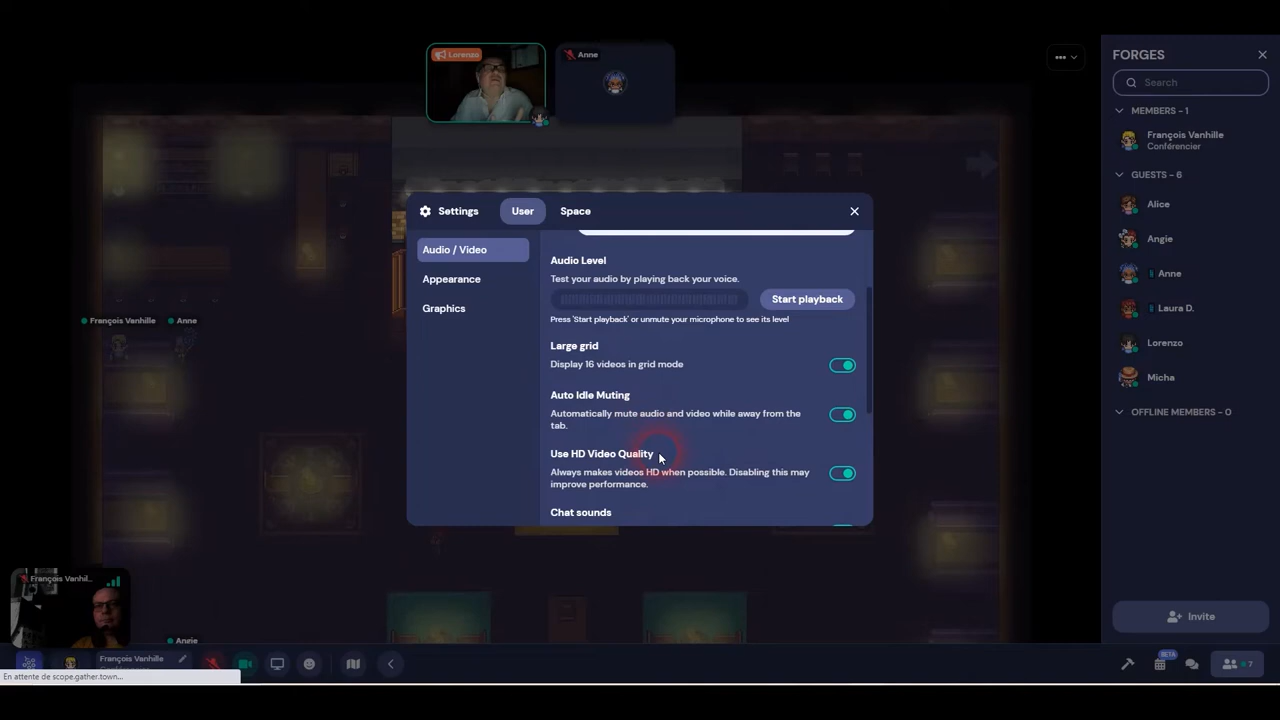 Lorenzo
Anne
FORGES
Search
MEMBERS - 1
François Vanhille
Conférencier
GUESTS - 6
Alice
Angie
Anne
Laura D.
Lorenzo
Micha
OFFLINE MEMBERS - 0
Invite
Settings
User
Space
Audio / Video
Appearance
Graphics
Audio Level
Test your audio by playing back your voice.
Start playback
Press 'Start playback' or unmute your microphone to see its level
Large grid
Display 16 videos in grid mode
Auto Idle Muting
Automatically mute audio and video while away from the
tab.
Use HD Video Quality
Always makes videos HD when possible. Disabling this may
improve performance.
Chat sounds
François Vanhille
Anne
François Vanhil...
Angie
François Vanhille
Conférencier
BETA
7
En attente de scope.gather.town...